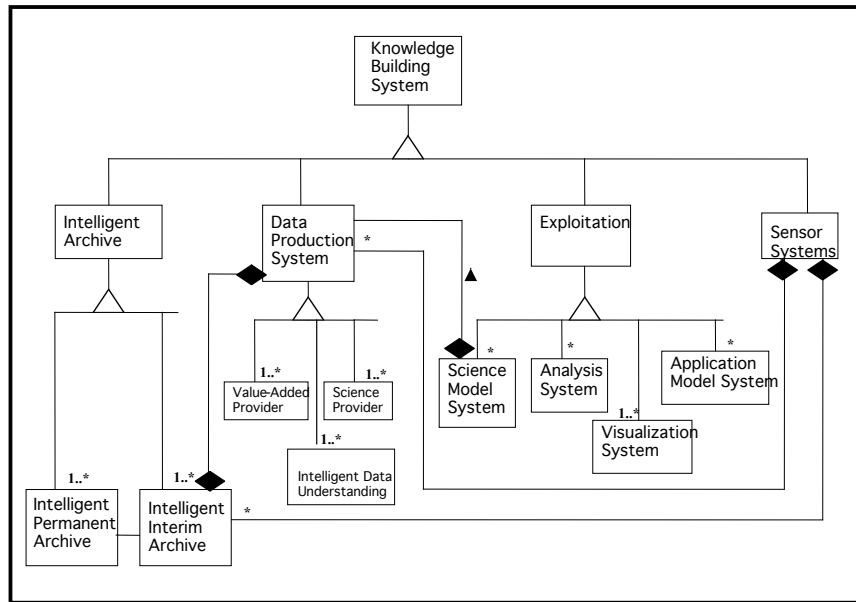 Knowledge
Building
System
Intelligent
Archive
Data
Production
System
*
Exploitation
Sensor
Systems
1..*
Value-Added
Provider
1..*
Science
Provider
1..*
Intelligent Data
Understanding
*
Science
Model
System
*
Analysis
System
1..*
Visualization
System
*
Application
Model System
1..*
Intelligent
Permanent
Archive
1..*
Intelligent
Interim
Archive
*